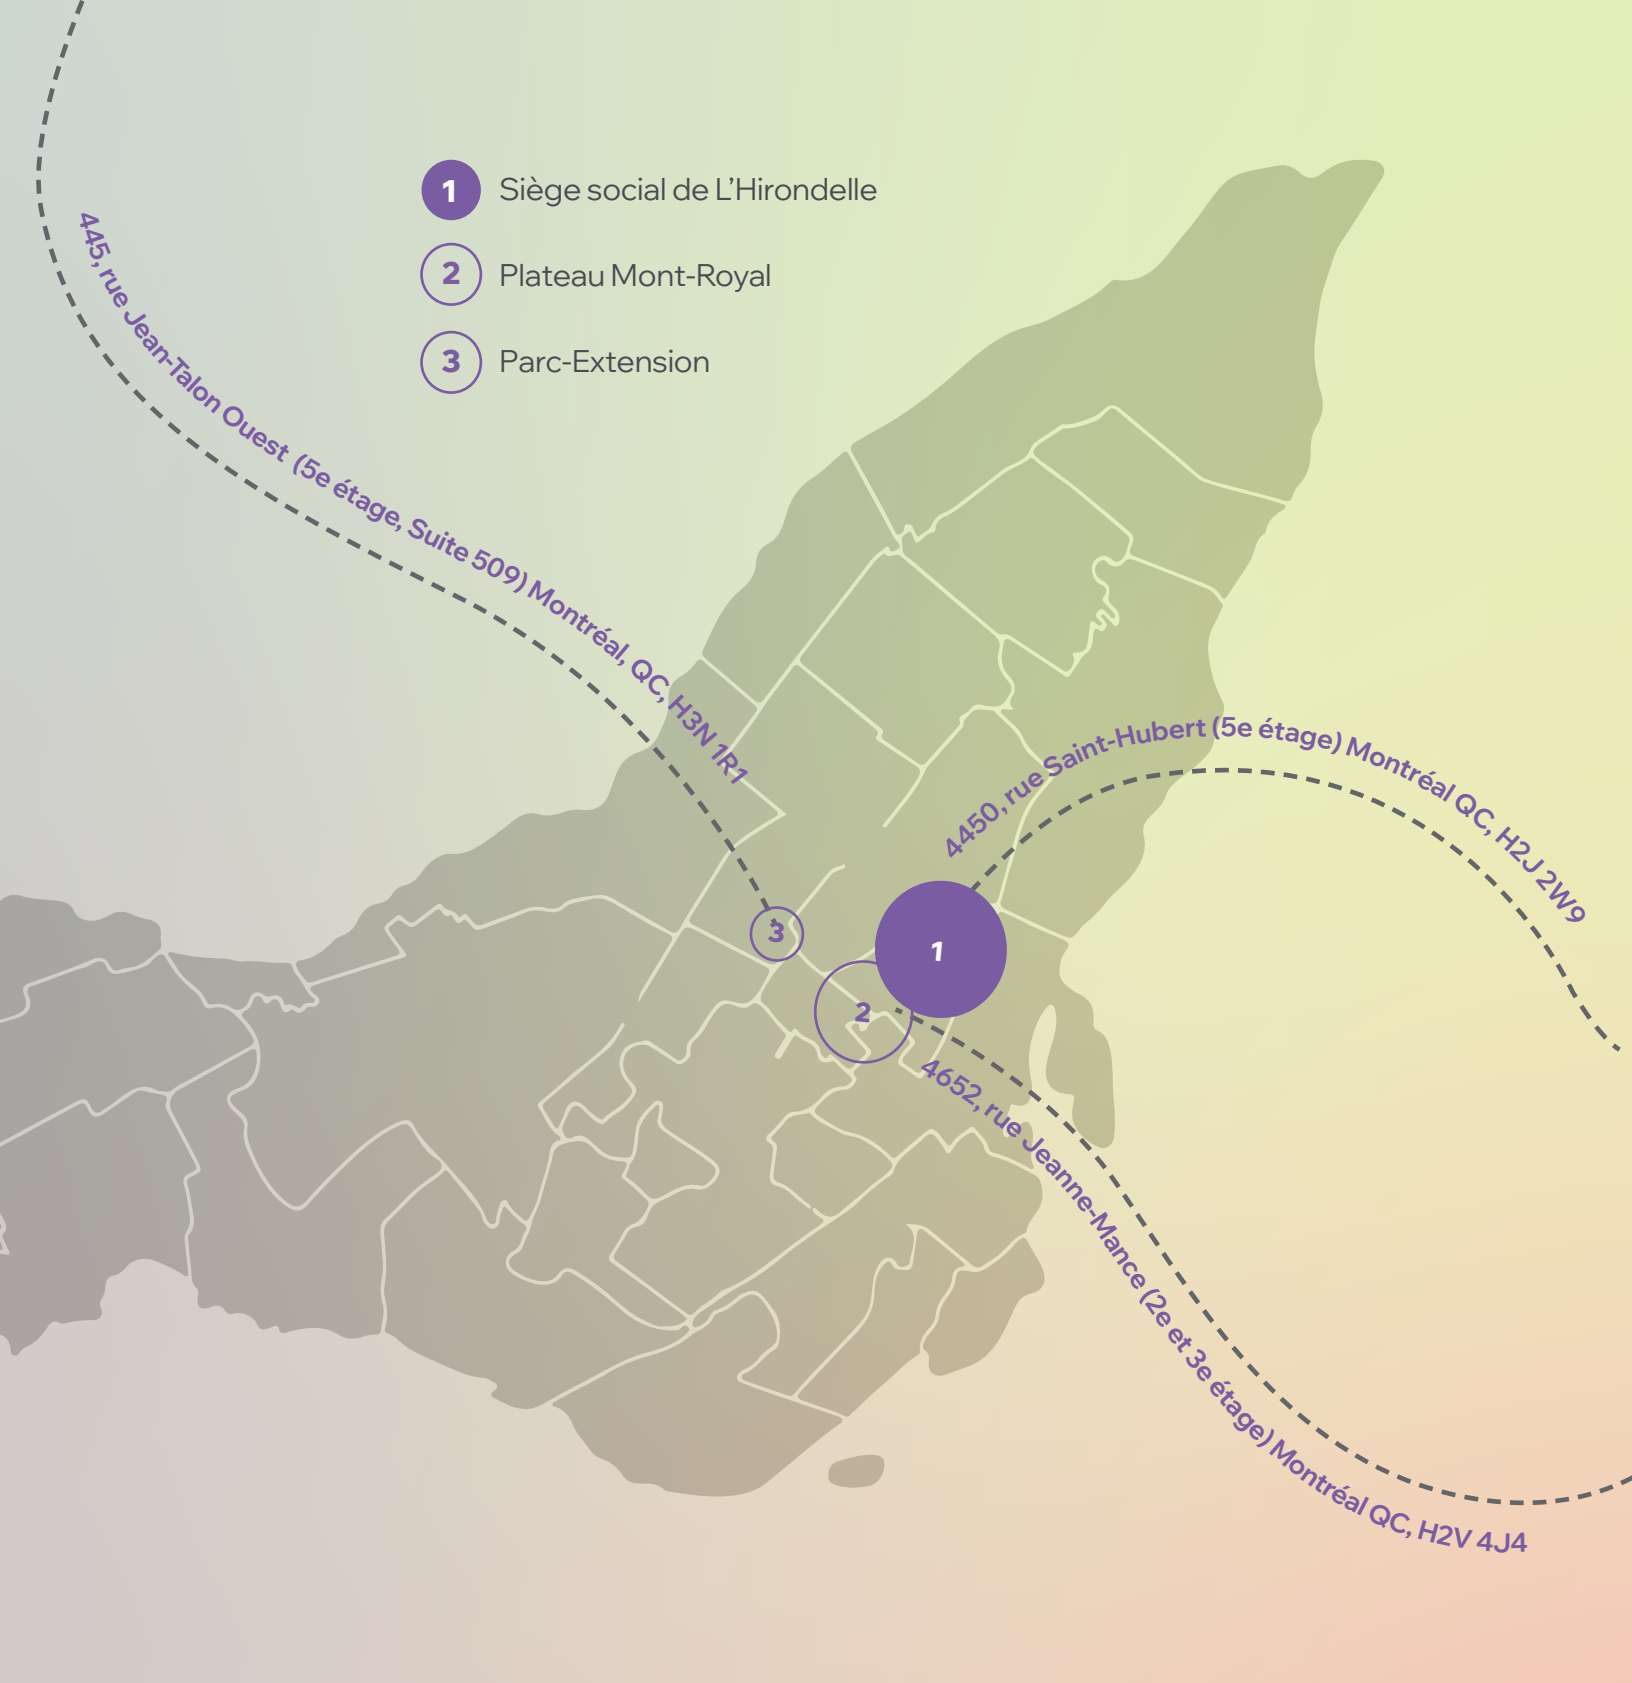 1 Siège social de L’Hirondelle
2 Plateau Mont-Royal
3 Parc-Extension
445, rue Jean-Talon Ouest (5e étage, Suite 509) Montréal, QC, H3N 1R1
4450, rue Saint-Hubert (5e étage) Montréal QC, H2J 2W9
3
1
2
4652, rue Jeanne-Mance (2e et 3e étage) Montréal QC, H2V 4J4